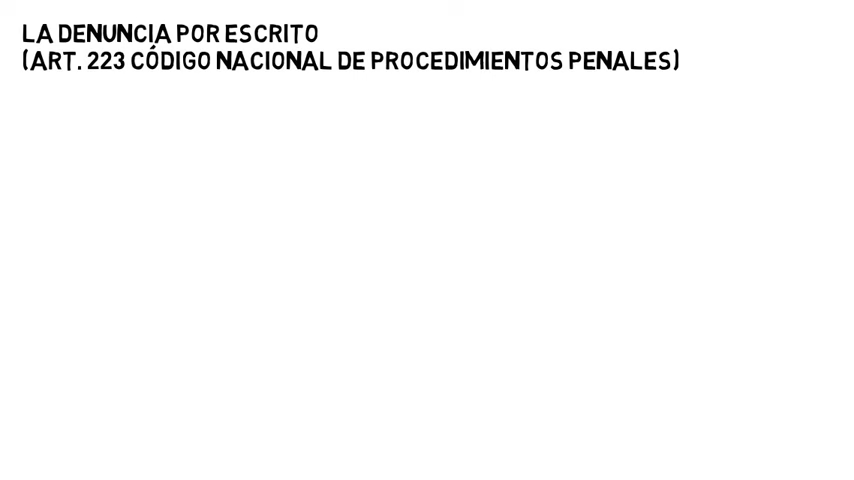 LA DENUNCIA POR ESCRITO
(ART. 223 CÓDIGO NACIONAL DE PROCEDIMIENTOS PENALES)